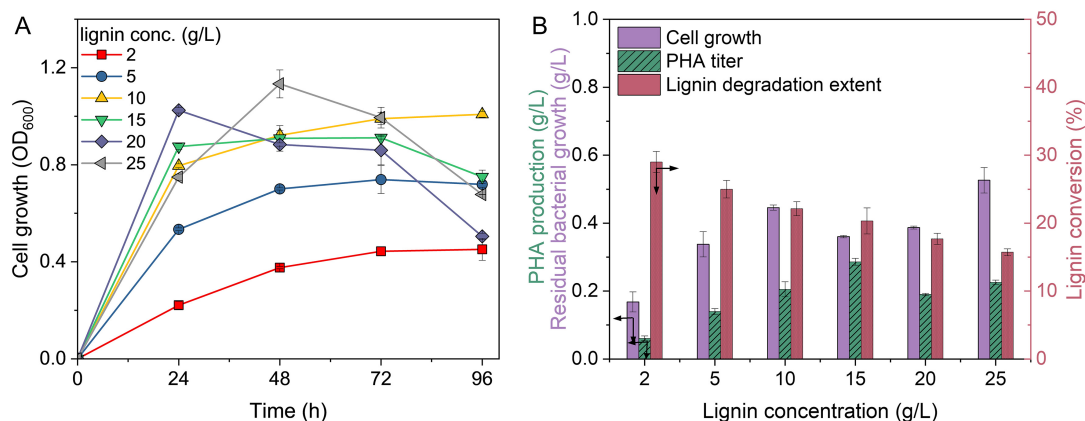 A
lignin conc. (g/L)
2
5
10
15
20
25
Cell growth (OD600)
1.2
0.8
0.4
0.0
0
24
48
72
96
Time (h)
B
Cell growth
PHA titer
Lignin degradation extent
PHA production (g/L)
Residual bacterial growth (g/L)
1.0
0.8
0.6
0.4
0.2
0.0
50
40
30
20
10
0
Lignin conversion (%)
2
5
10
15
20
25
Lignin concentration (g/L)